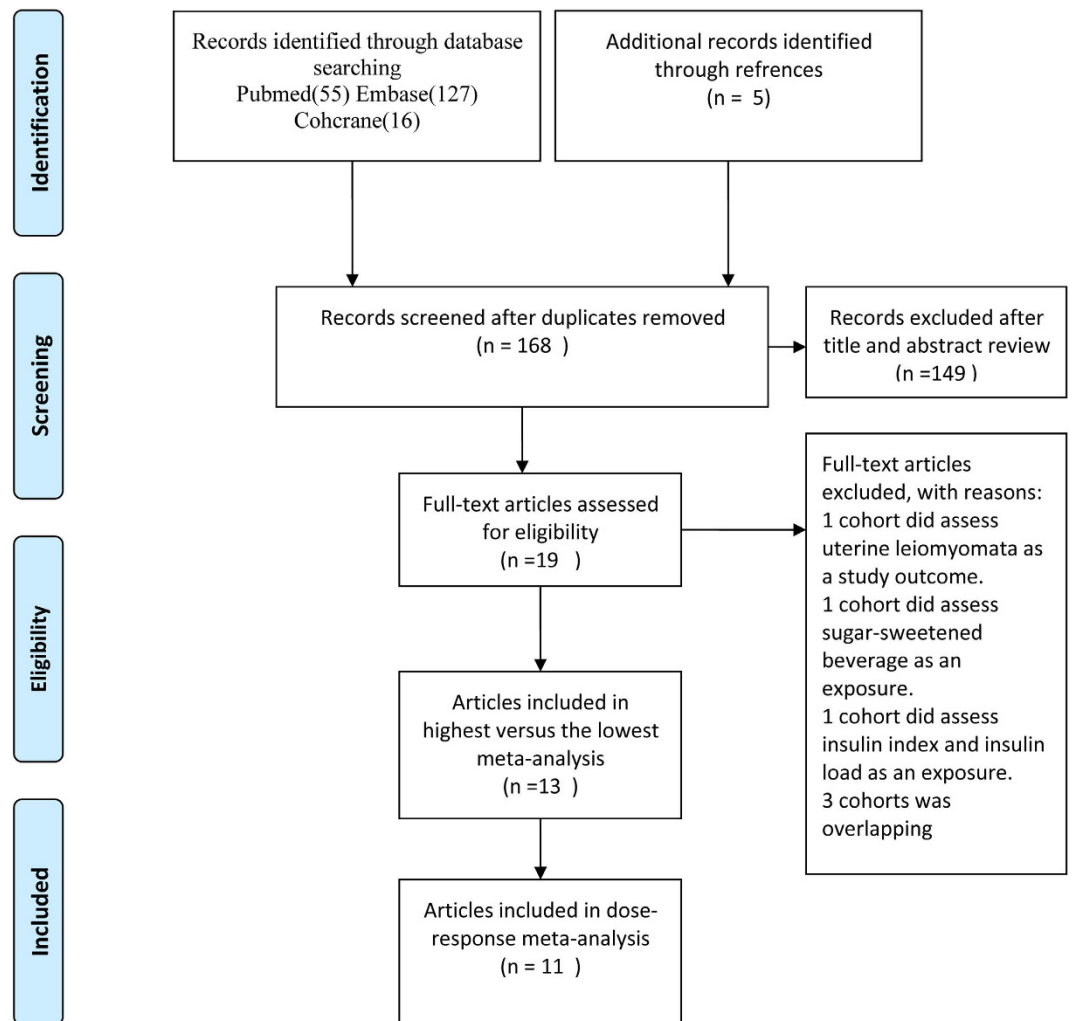 Identification
Records identified through database
searching
Pubmed(55) Embase(127)
Cohcrane(16)
Additional records identified
through refrences
(n = 5)
Screening
Records screened after duplicates removed
(n = 168 )
Records excluded after
title and abstract review
(n =149 )
Eligibility
Full-text articles assessed
for eligibility
(n =19 )
Full-text articles
excluded, with reasons:
1 cohort did assess
uterine leiomyomata as
a study outcome.
1 cohort did assess
sugar-sweetened
beverage as an
exposure.
1 cohort did assess
insulin index and insulin
load as an exposure.
3 cohorts was
overlapping
Articles included in
highest versus the lowest
meta-analysis
(n =13 )
Included
Articles included in dose-
response meta-analysis
(n = 11 )